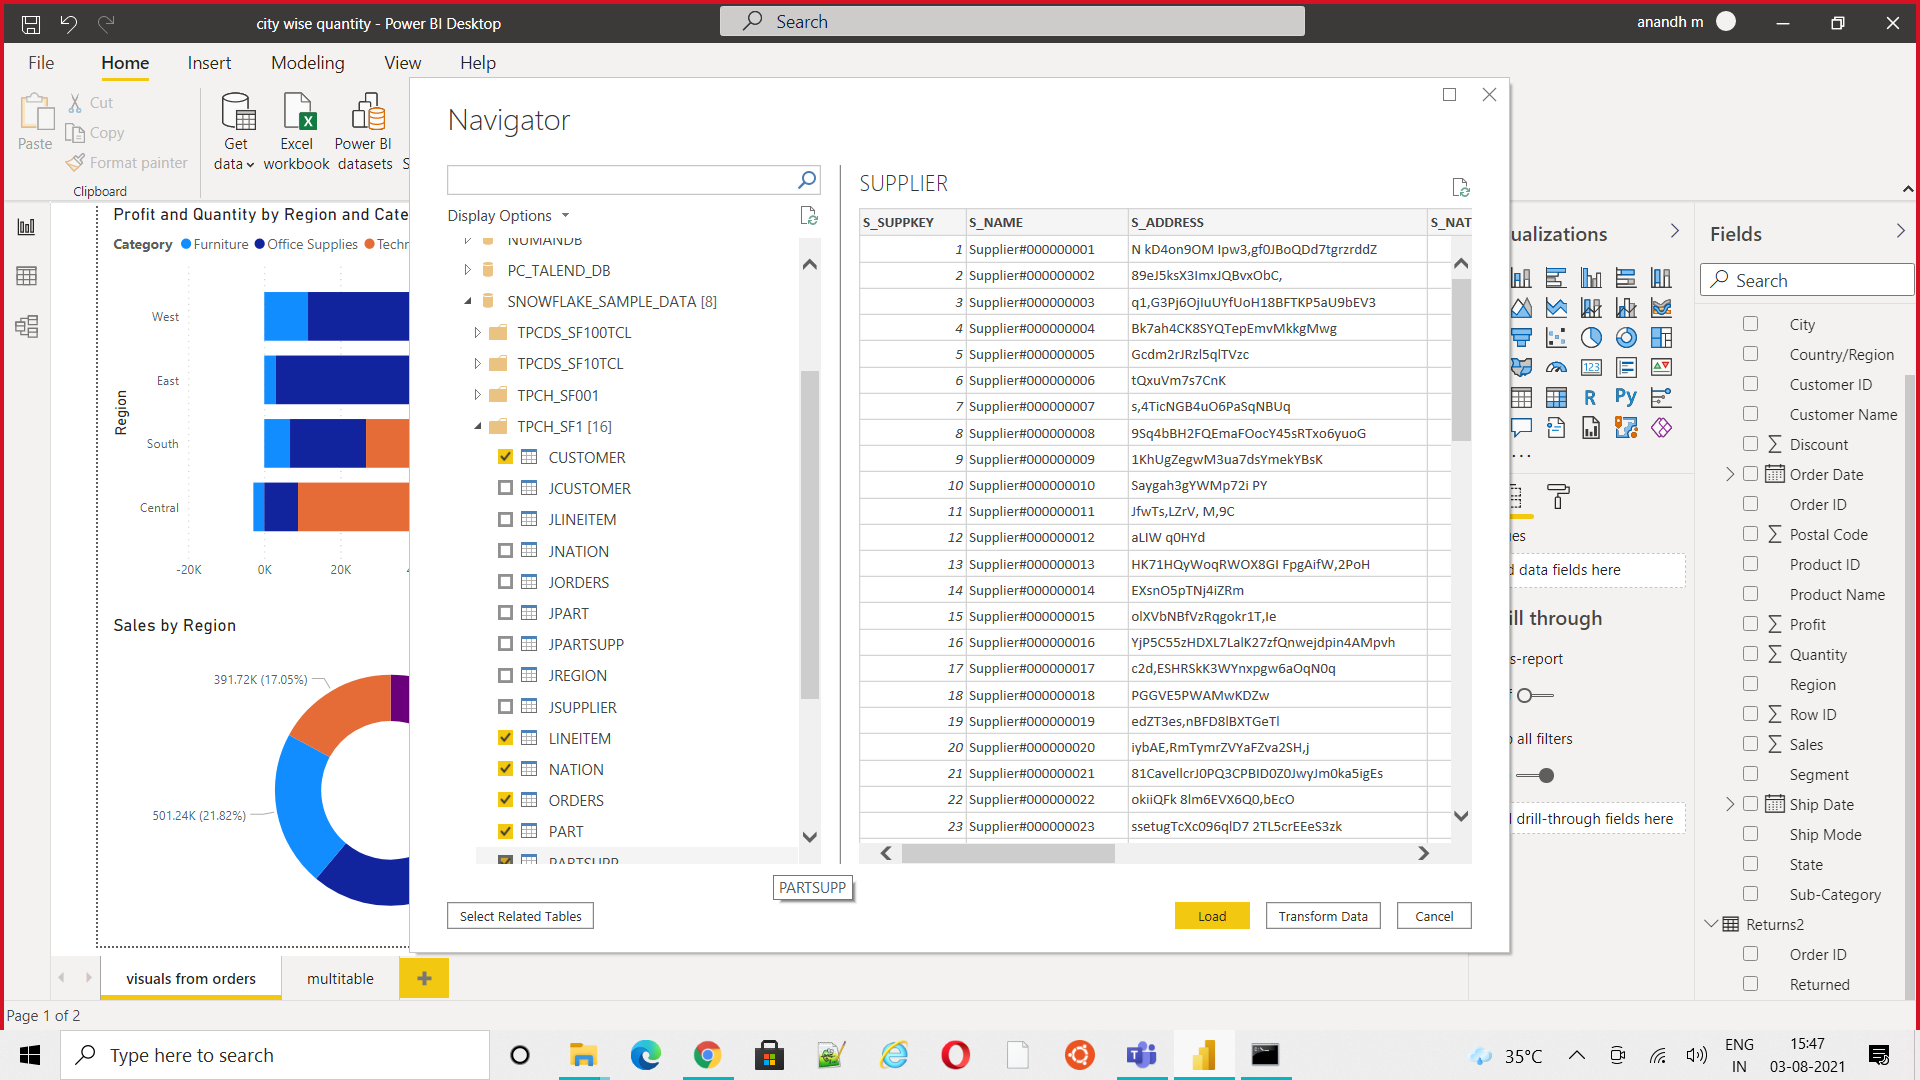 city wise quantity - Power BI Desktop
Search
anandh m
File
Home
Insert
Modeling
View
Help
Paste
Cut
Copy
Format painter
Clipboard
Get
data
Excel
workbook
Power BI
datasets
S
Navigator
Display Options
NUMANDB
PC_TALEND_DB
SNOWFLAKE_SAMPLE_DATA [8]
TPCDS_SF100TCL
TPCDS_SF10TCL
TPCH_SF001
TPCH_SF1 [16]
CUSTOMER
JCUSTOMER
JLINEITEM
JNATION
JORDERS
JPART
JPARTSUPP
JREGION
JSUPPLIER
LINEITEM
NATION
ORDERS
PART
PARTSUPP
PARTSUPP
Select Related Tables
SUPPLIER
S_SUPPKEY S_NAME S_ADDRESS S_NAT
1 Supplier#000000001 N kD4on9OM Ipw3,gf0JBoQDd7tgrzrddZ
2 Supplier#000000002 89eJ5ksX3ImxJQBvxObC,
3 Supplier#000000003 q1,G3Pj6OjIuUYfUoH18BFTKP5aU9bEV3
4 Supplier#000000004 Bk7ah4CK8SYQTepEmvMkkgMwg
5 Supplier#000000005 Gcdm2rJRzl5qlTVzc
6 Supplier#000000006 tQxuVm7s7CnK
7 Supplier#000000007 s,4TicNGB4uO6PaSqNBUq
8 Supplier#000000008 9Sq4bBH2FQEmaFOocY45sRTxo6yuoG
9 Supplier#000000009 1KhUgZegwM3ua7dsYmekYBsK
10 Supplier#000000010 Saygah3gYWMp72i PY
11 Supplier#000000011 JfwTs,LZrV, M,9C
12 Supplier#000000012 aLIW q0HYd
13 Supplier#000000013 HK71HQyWoqRWOX8GI FpgAifW,2PoH
14 Supplier#000000014 EXsnO5pTNj4iZRm
15 Supplier#000000015 olXVbNBfVzRqgokr1T,Ie
16 Supplier#000000016 YjP5C55zHDXL7LalK27zfQnwejdpin4AMpvh
17 Supplier#000000017 c2d,ESHRSkK3WYnxpgw6aOqN0q
18 Supplier#000000018 PGGVE5PWAMwKDZw
19 Supplier#000000019 edZT3es,nBFD8lBXTGeTl
20 Supplier#000000020 iybAE,RmTymrZVYaFZva2SH,j
21 Supplier#000000021 81CavellcrJ0PQ3CPBID0Z0JwyJm0ka5igEs
22 Supplier#000000022 okiiQFk 8lm6EVX6Q0,bEcO
23 Supplier#000000023 ssetugTcXc096qlD7 2TL5crEEeS3zk
Load
Transform Data
Cancel
Profit and Quantity by Region and Cate
Category Furniture Office Supplies Techn
Region
West
East
South
Central
-20K 0K 20K 4
Sales by Region
391.72K (17.05%)
501.24K (21.82%)
ualizations
R
Py
123
es
d data fields here
ill through
s-report
all filters
drill-through fields here
Fields
Search
City
Country/Region
Customer ID
Customer Name
Discount
Order Date
Order ID
Postal Code
Product ID
Product Name
Profit
Quantity
Region
Row ID
Sales
Segment
Ship Date
Ship Mode
State
Sub-Category
Returns2
Order ID
Returned
visuals from orders
multitable
Page 1 of 2
Type here to search
35°C
ENG
IN
15:47
03-08-2021